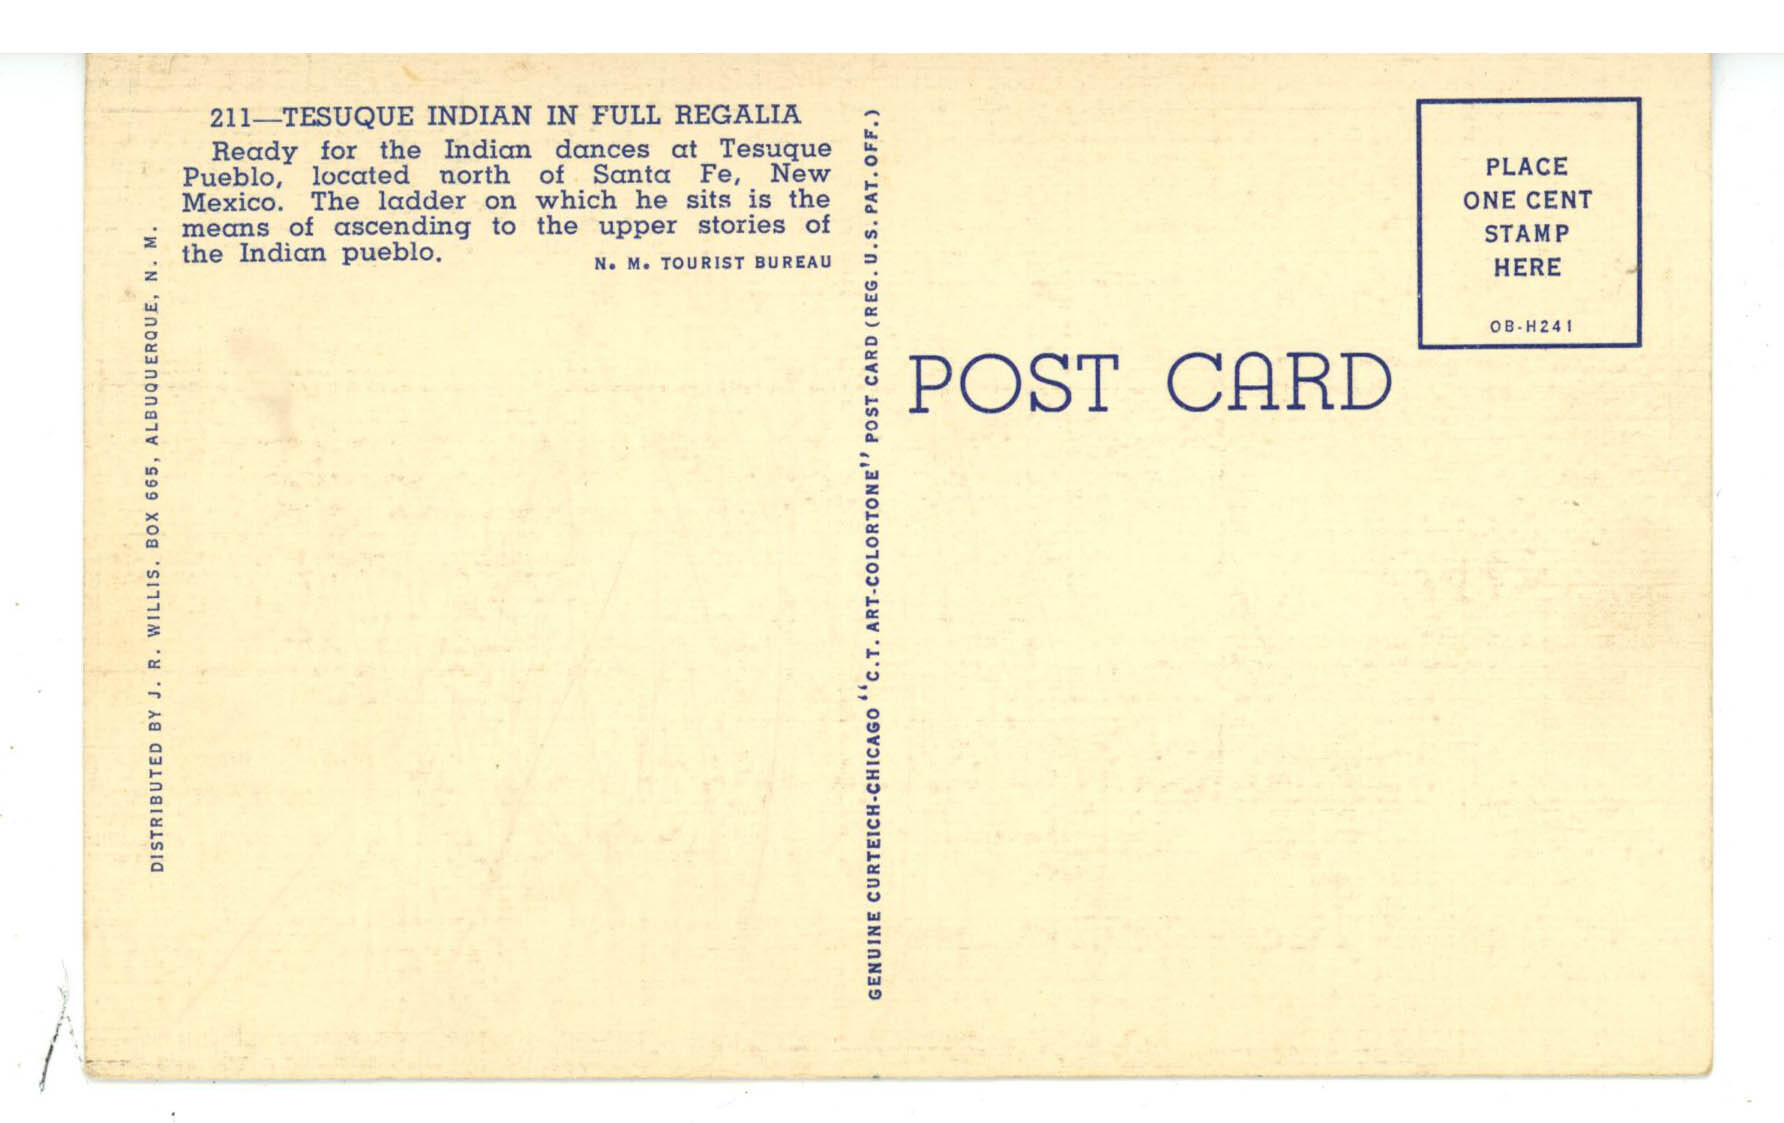 211—TESUQUE INDIAN IN FULL REGALIA
Ready for the Indian dances at Tesuque
Pueblo, located north of Santa Fe, New
Mexico. The ladder on which he sits is the
means of ascending to the upper stories of
the Indian pueblo.
N. M. TOURIST BUREAU
DISTRIBUTED BY J. R. WILLIS. BOX 665, ALBUQUERQUE, N. M.
GENUINE CURTEICH-CHICAGO "C.T. ART-COLORTONE" POST CARD (REG. U.S. PAT. OFF.)
POST CARD
PLACE
ONE CENT
STAMP
HERE
OB-H241